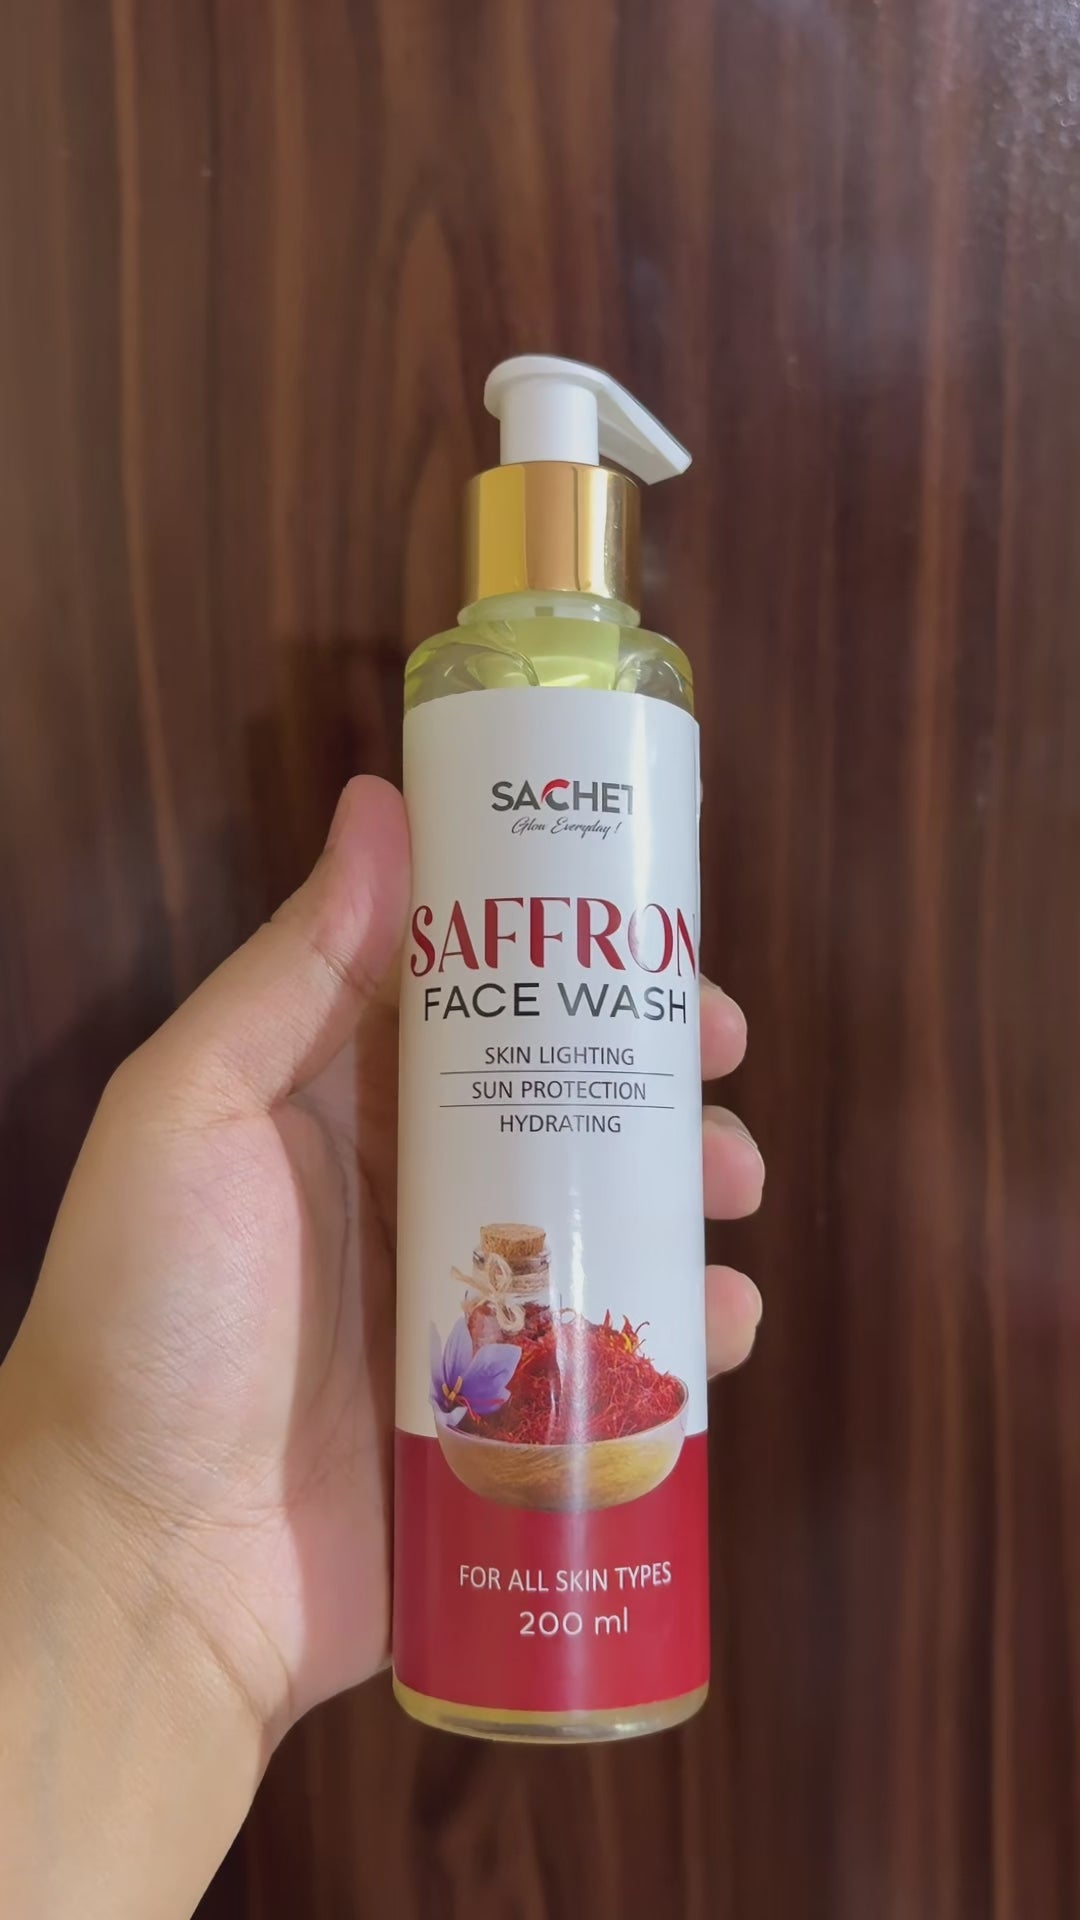 SACHET
Glow Everyday !
SAFFRON
FACE WASH
SKIN LIGHTING
SUN PROTECTION
HYDRATING
FOR ALL SKIN TYPES
200 ml